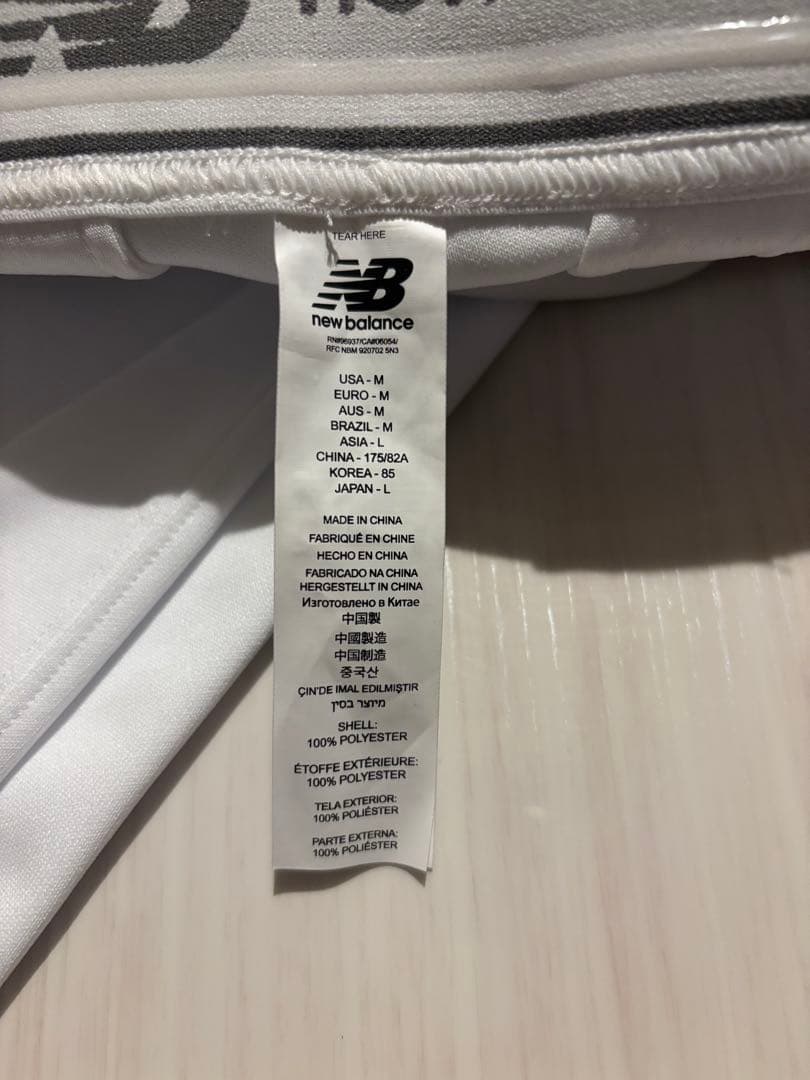 TEAR HERE
NB
new balance
RN#96937/CA#06054/
RFC NBM 920702 5N3
USA - M
EURO - M
AUS - M
BRAZIL - M
ASIA - L
CHINA - 175/82A
KOREA - 85
JAPAN - L
MADE IN CHINA
FABRIQUÉ EN CHINE
HECHO EN CHINA
FABRICADO NA CHINA
HERGESTELLT IN CHINA
Изготовлено в Китае
中国製
中國製造
中国制造
중국산
ÇIN'DE IMAL EDILMIŞTIR
מיוצר בסין
SHELL:
100% POLYESTER
ÉTOFFE EXTÉRIEURE:
100% POLYESTER
TELA EXTERIOR:
100% POLIÉSTER
PARTE EXTERNA:
100% POLIÉSTER